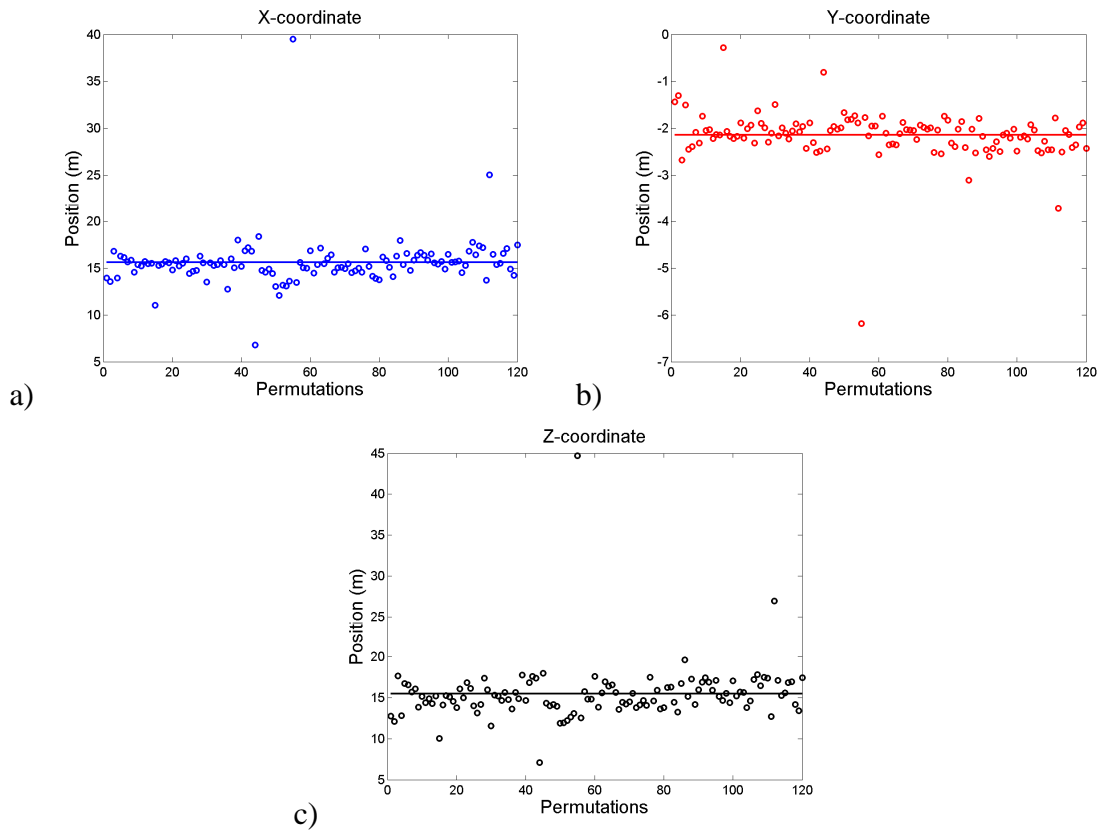 X-coordinate
40
35
30
25
20
15
10
5
0 20 40 60 80 100 120
Position (m)
Permutations
a)
Y-coordinate
0
-1
-2
-3
-4
-5
-6
-7
0 20 40 60 80 100 120
Position (m)
Permutations
b)
Z-coordinate
45
40
35
30
25
20
15
10
5
0 20 40 60 80 100 120
Position (m)
Permutations
c)